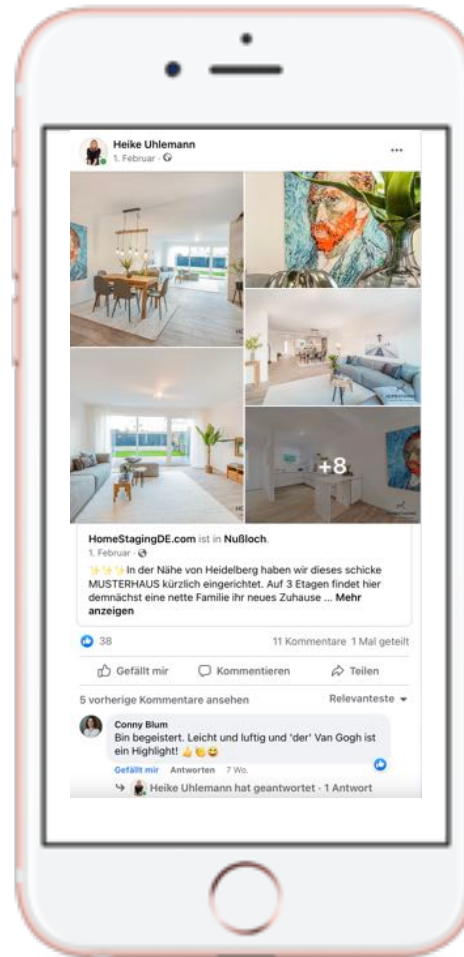 Heike Uhlemann
1. Februar ·
+8
HomeStagingDE.com ist in Nußloch.
1. Februar ·
✨✨✨In der Nähe von Heidelberg haben wir dieses schicke
MUSTERHAUS kürzlich eingerichtet. Auf 3 Etagen findet hier
demnächst eine nette Familie ihr neues Zuhause ... Mehr
anzeigen
38 11 Kommentare 1 Mal geteilt
Gefällt mir Kommentieren Teilen
5 vorherige Kommentare ansehen Relevanteste
Conny Blum
Bin begeistert. Leicht und luftig und 'der' Van Gogh ist
ein Highlight! 👍👏😀
Gefällt mir Antworten 7 Wo.
Heike Uhlemann hat geantwortet · 1 Antwort